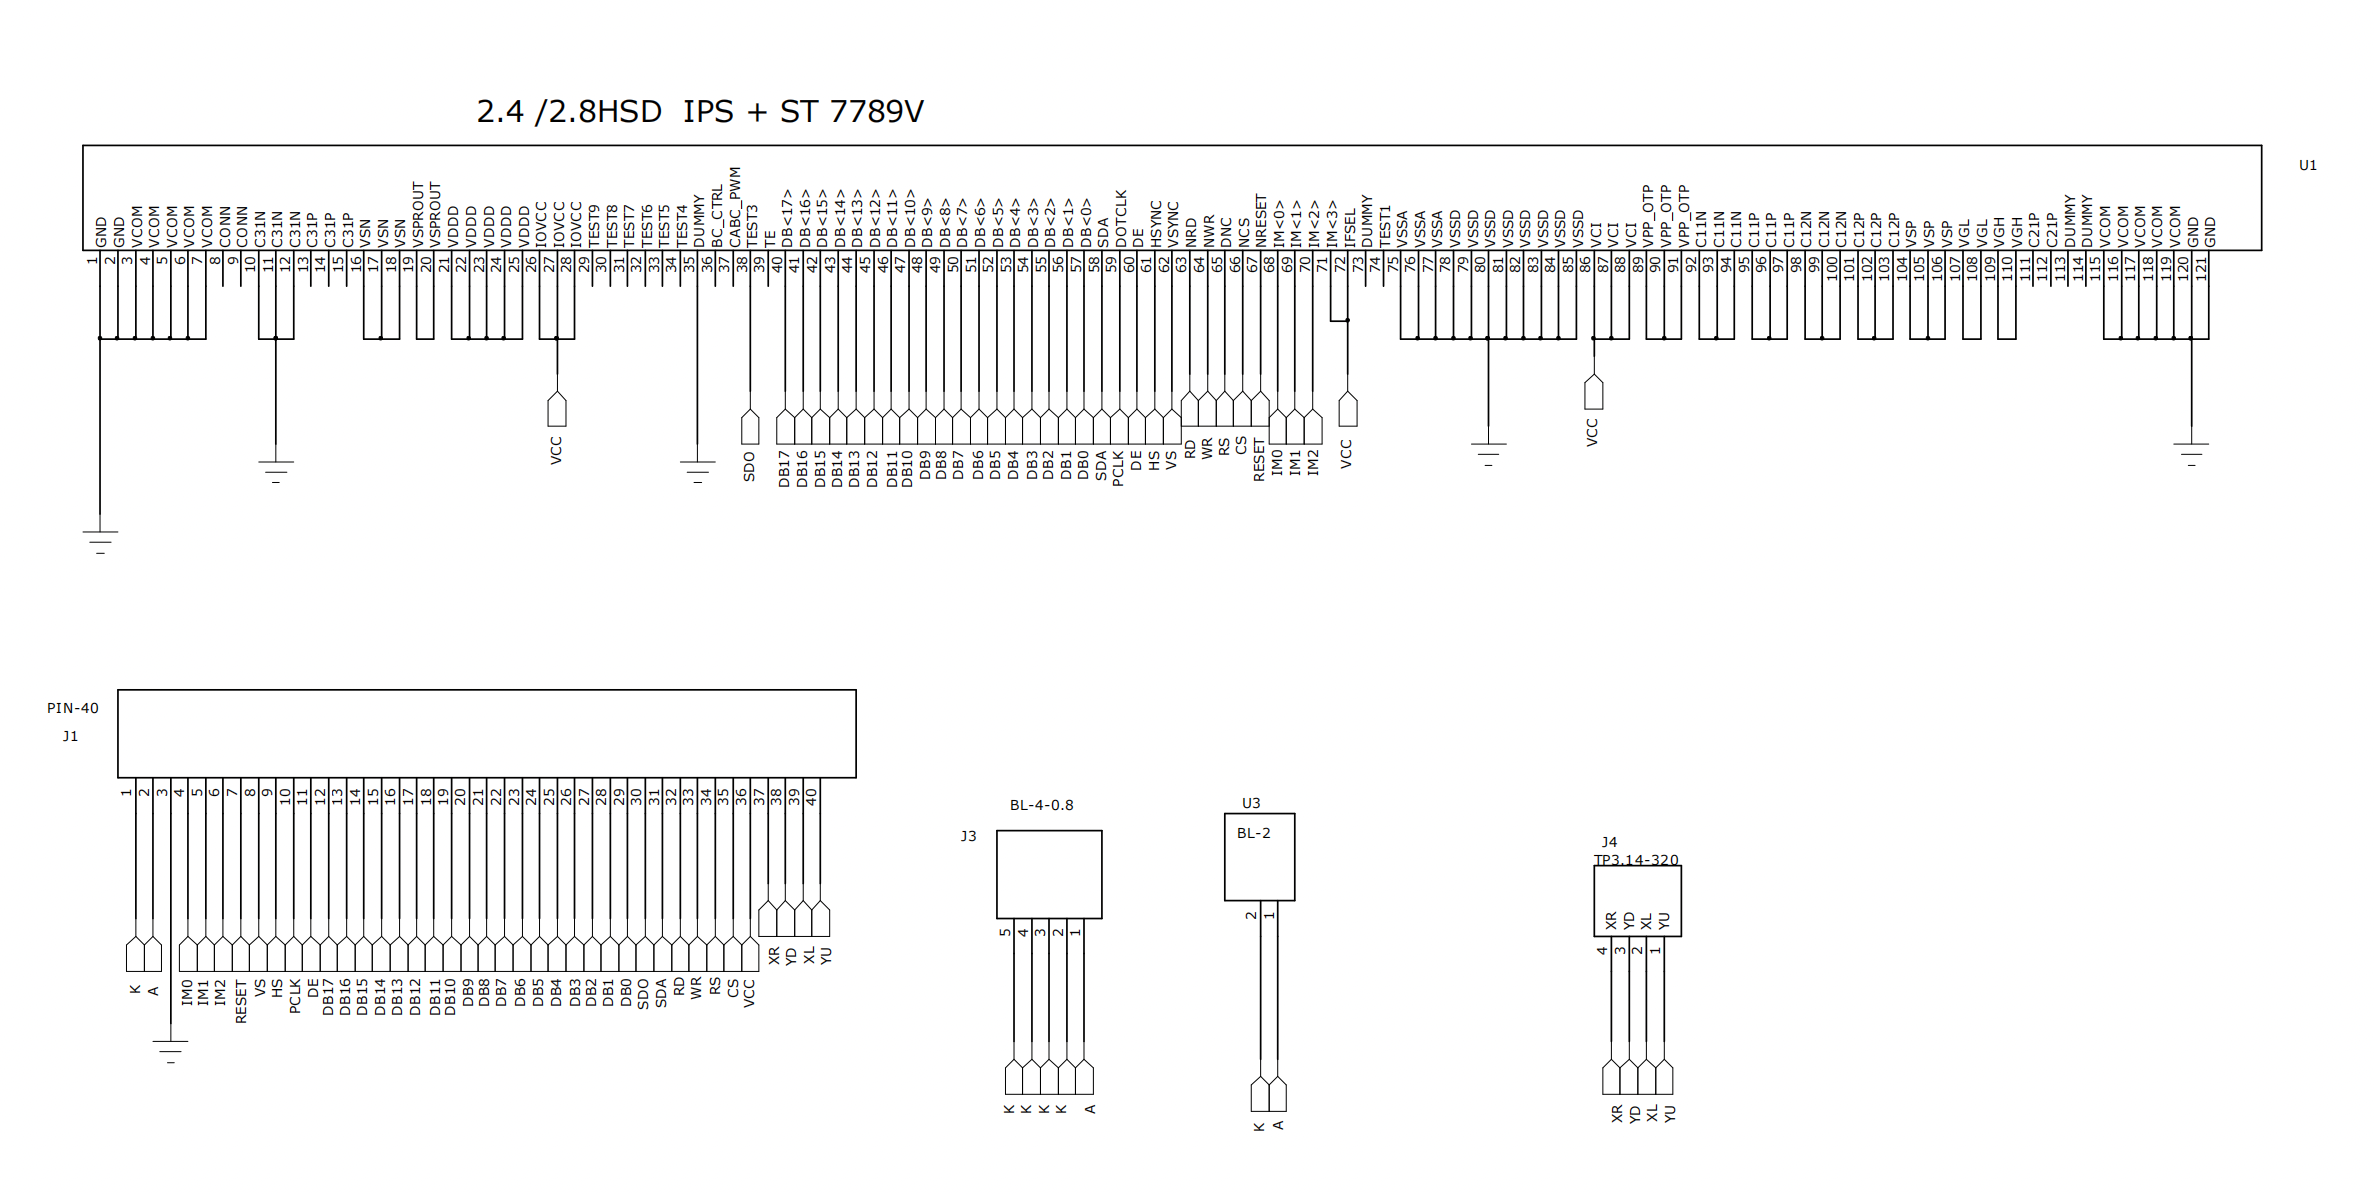 2.4 /2.8HSD IPS + ST 7789V
U1
GND GND VCOM VCOM VCOM VCOM VCOM CONN CONN C31N C31N C31N C31P C31P C31P VSN VSN VSN VSPROUT VSPROUT VDDD VDDD VDDD VDDD VDDD IOVCC IOVCC IOVCC TEST9 TEST8 TEST7 TEST6 TEST5 TEST4 DUMMY BC_CTRL CABC_PWM TEST3 TE DB<17> DB<16> DB<15> DB<14> DB<13> DB<12> DB<11> DB<10> DB<9> DB<8> DB<7> DB<6> DB<5> DB<4> DB<3> DB<2> DB<1> DB<0> SDA DOTCLK DE HSYNC VSYNC NRD NWR DNC NCS NRESET IM<0> IM<1> IM<2> IM<3> IFSEL DUMMY TEST1 VSSA VSSA VSSA VSSD VSSD VSSD VSSD VSSD VSSD VSSD VSSD VCI VCI VCI VPP_OTP VPP_OTP VPP_OTP C11N C11N C11N C11P C11P C11P C12N C12N C12N C12P C12P C12P VSP VSP VSP VGL VGL VGH VGH C21P C21P DUMMY DUMMY VCOM VCOM VCOM VCOM VCOM GND GND
1 2 3 4 5 6 7 8 9 10 11 12 13 14 15 16 17 18 19 20 21 22 23 24 25 26 27 28 29 30 31 32 33 34 35 36 37 38 39 40 41 42 43 44 45 46 47 48 49 50 51 52 53 54 55 56 57 58 59 60 61 62 63 64 65 66 67 68 69 70 71 72 73 74 75 76 77 78 79 80 81 82 83 84 85 86 87 88 89 90 91 92 93 94 95 96 97 98 99 100 101 102 103 104 105 106 107 108 109 110 111 112 113 114 115 116 117 118 119 120 121
VCC SDO DB17 DB16 DB15 DB14 DB13 DB12 DB11 DB10 DB9 DB8 DB7 DB6 DB5 DB4 DB3 DB2 DB1 DB0 SDA PCLK DE HS VS RD WR RS CS RESET IM0 IM1 IM2 VCC VCC
PIN-40
J1
1 2 3 4 5 6 7 8 9 10 11 12 13 14 15 16 17 18 19 20 21 22 23 24 25 26 27 28 29 30 31 32 33 34 35 36 37 38 39 40
K A IM0 IM1 IM2 RESET VS HS PCLK DE DB17 DB16 DB15 DB14 DB13 DB12 DB11 DB10 DB9 DB8 DB7 DB6 DB5 DB4 DB3 DB2 DB1 DB0 SDO SDA RD WR RS CS VCC XR YD XL YU
BL-4-0.8
J3
5 4 3 2 1
K K K K A
U3
BL-2
2 1
K A
J4
TP3.14-320
XR YD XL YU
4 3 2 1
XR YD XL YU